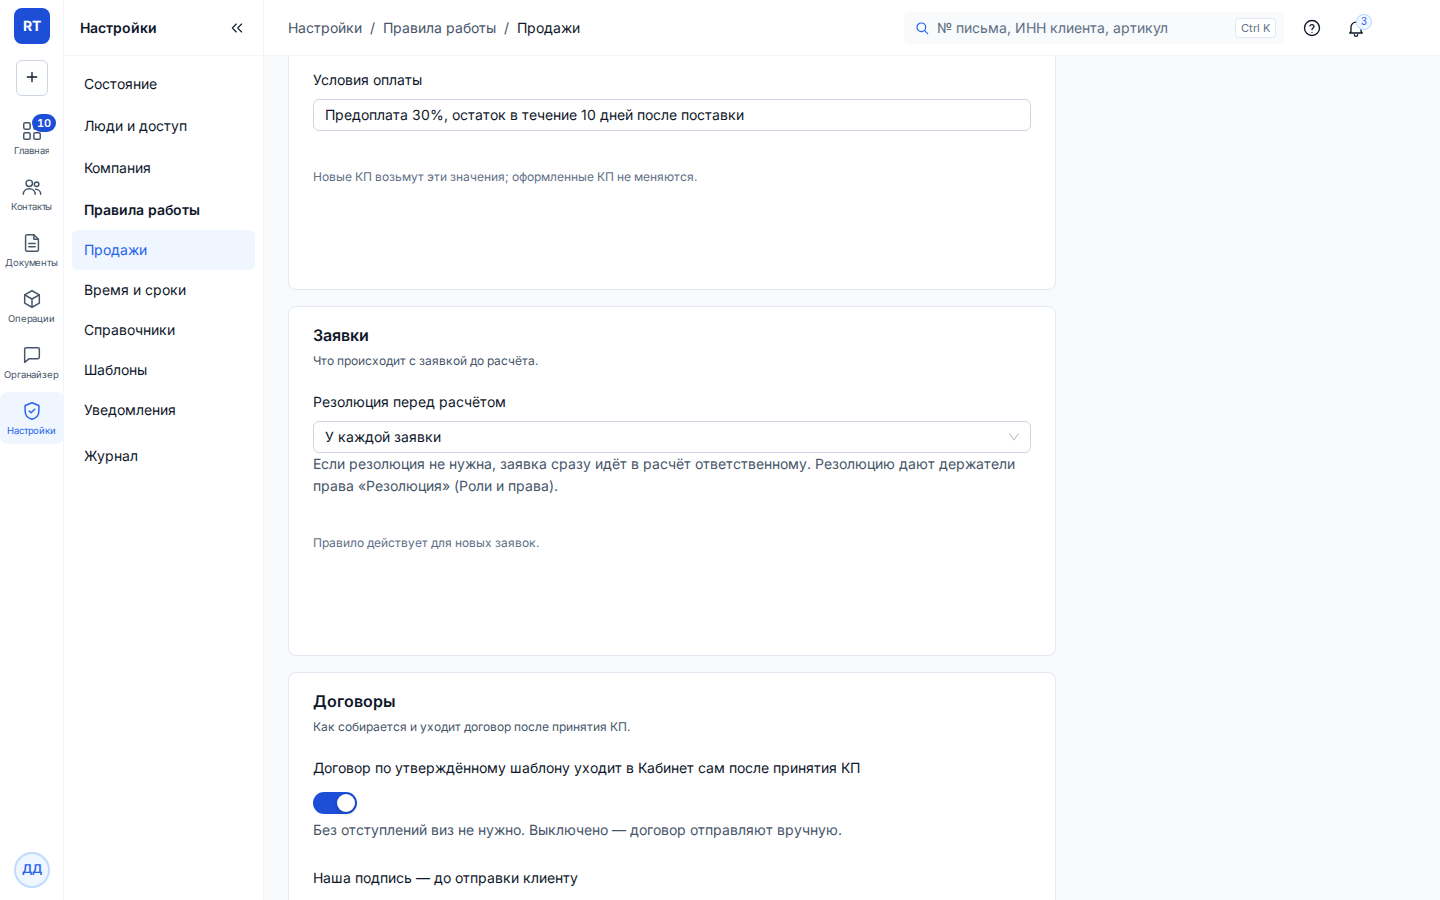 RT
Настройки
Настройки / Правила работы / Продажи
№ письма, ИНН клиента, артикул
Ctrl K
3
10
Главная
Контакты
Документы
Операции
Органайзер
Настройки
ДД
Состояние
Люди и доступ
Компания
Правила работы
Продажи
Время и сроки
Справочники
Шаблоны
Уведомления
Журнал
Условия оплаты
Предоплата 30%, остаток в течение 10 дней после поставки
Новые КП возьмут эти значения; оформленные КП не меняются.
Заявки
Что происходит с заявкой до расчёта.
Резолюция перед расчётом
У каждой заявки
Если резолюция не нужна, заявка сразу идёт в расчёт ответственному. Резолюцию дают держатели
права «Резолюция» (Роли и права).
Правило действует для новых заявок.
Договоры
Как собирается и уходит договор после принятия КП.
Договор по утверждённому шаблону уходит в Кабинет сам после принятия КП
Без отступлений виз не нужно. Выключено — договор отправляют вручную.
Наша подпись — до отправки клиенту